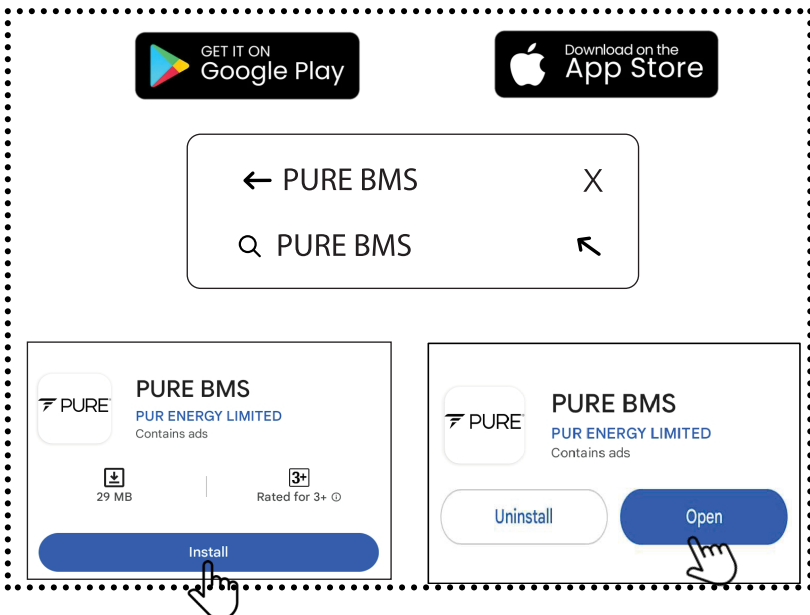 GET IT ON
Google Play
Download on the
App Store
← PURE BMS X
PURE BMS
PURE
PURE BMS
PUR ENERGY LIMITED
Contains ads
29 MB
3+
Rated for 3+
Install
PURE
PURE BMS
PUR ENERGY LIMITED
Contains ads
Uninstall
Open